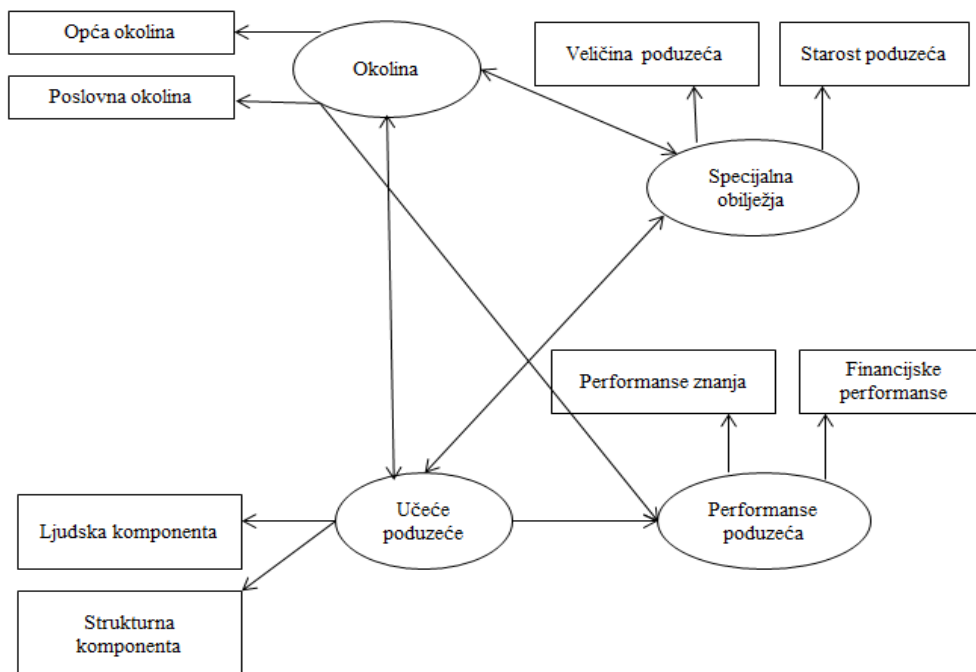 Opća okolina
Okolina
Veličina poduzeća
Starost poduzeća
Poslovna okolina
Specijalna
obilježja
Performanse znanja
Financijske
performanse
Ljudska komponenta
Učeće
poduzeće
Performanse
poduzeća
Strukturna
komponenta